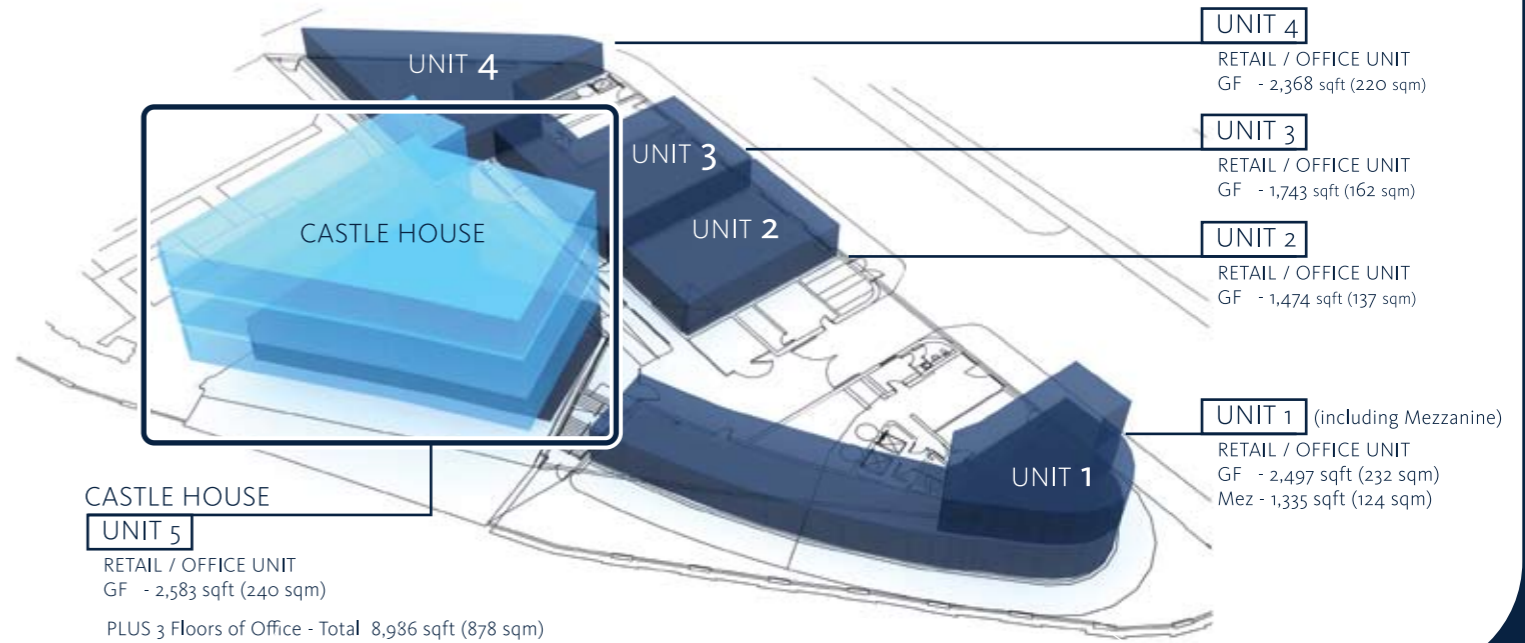 UNIT 4
UNIT 3
UNIT 2
CASTLE HOUSE
UNIT 1
UNIT 4
RETAIL / OFFICE UNIT
GF - 2,368 sqft (220 sqm)
UNIT 3
RETAIL / OFFICE UNIT
GF - 1,743 sqft (162 sqm)
UNIT 2
RETAIL / OFFICE UNIT
GF - 1,474 sqft (137 sqm)
UNIT 1 (including Mezzanine)
RETAIL / OFFICE UNIT
GF - 2,497 sqft (232 sqm)
Mez - 1,335 sqft (124 sqm)
CASTLE HOUSE
UNIT 5
RETAIL / OFFICE UNIT
GF - 2,583 sqft (240 sqm)
PLUS 3 Floors of Office - Total 8,986 sqft (878 sqm)